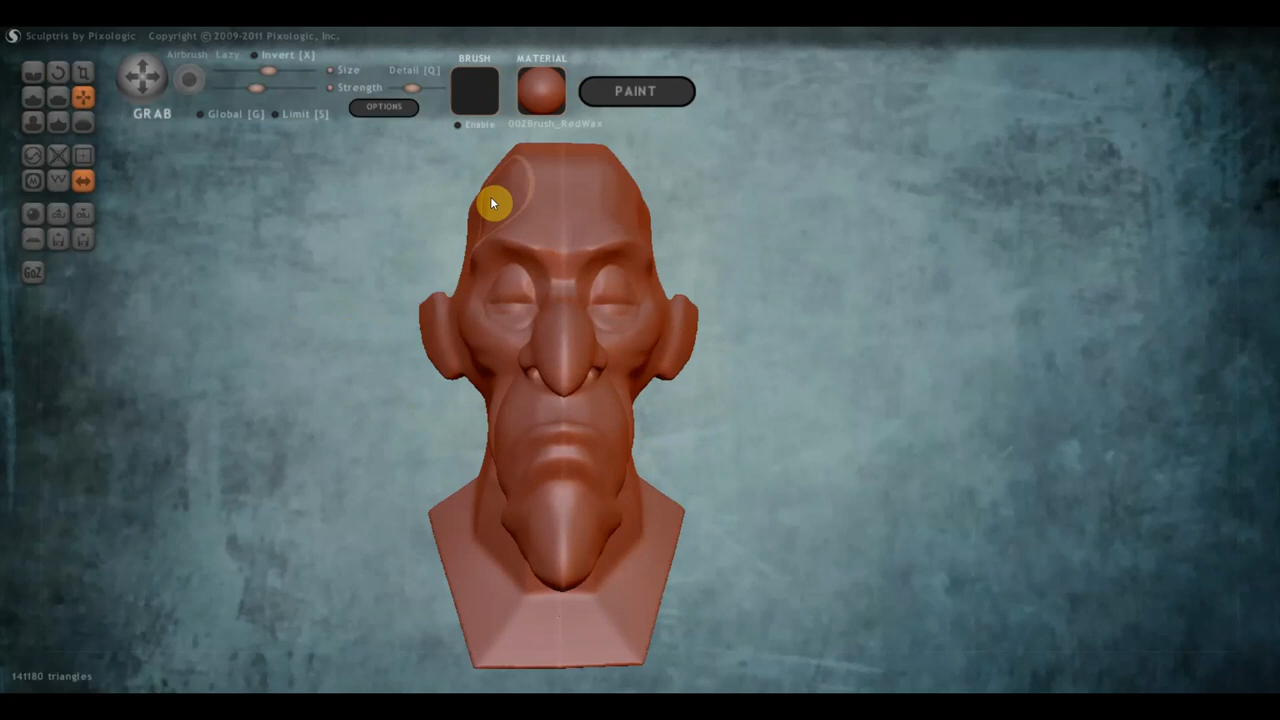 Sculptris by Pixologic Copyright ©2009-2011 Pixologic, Inc.
Airbrush Lazy Invert [X]
BRUSH MATERIAL
Size Detail [Q]
Strength
PAINT
OPTIONS
GRAB Global [G] Limit [S]
Enable 00ZBrush_RedWax
GoZ
141180 triangles